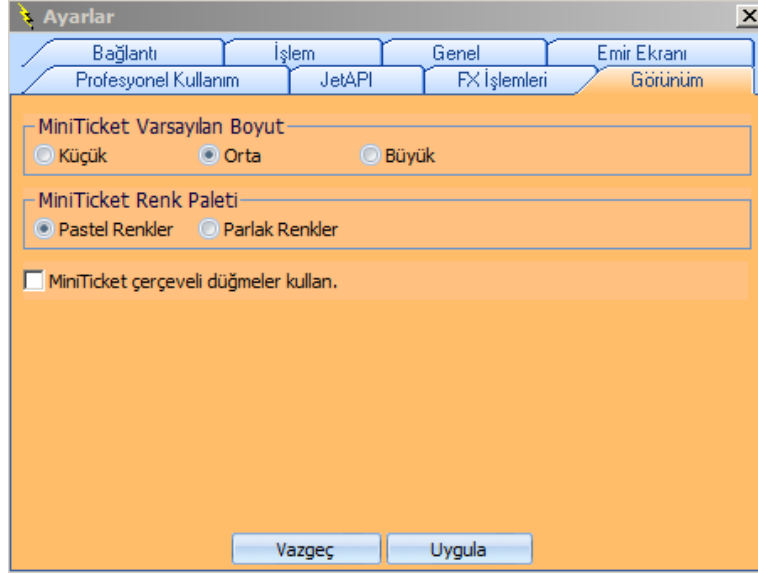 Ayarlar
Bağlantı İşlem Genel Emir Ekranı
Profesyonel Kullanım JetAPI FX İşlemleri Görünüm
MiniTicket Varsayılan Boyut
Küçük Orta Büyük
MiniTicket Renk Paleti
Pastel Renkler Parlak Renkler
MiniTicket çerçeveli düğmeler kullan.
Vazgeç Uygula